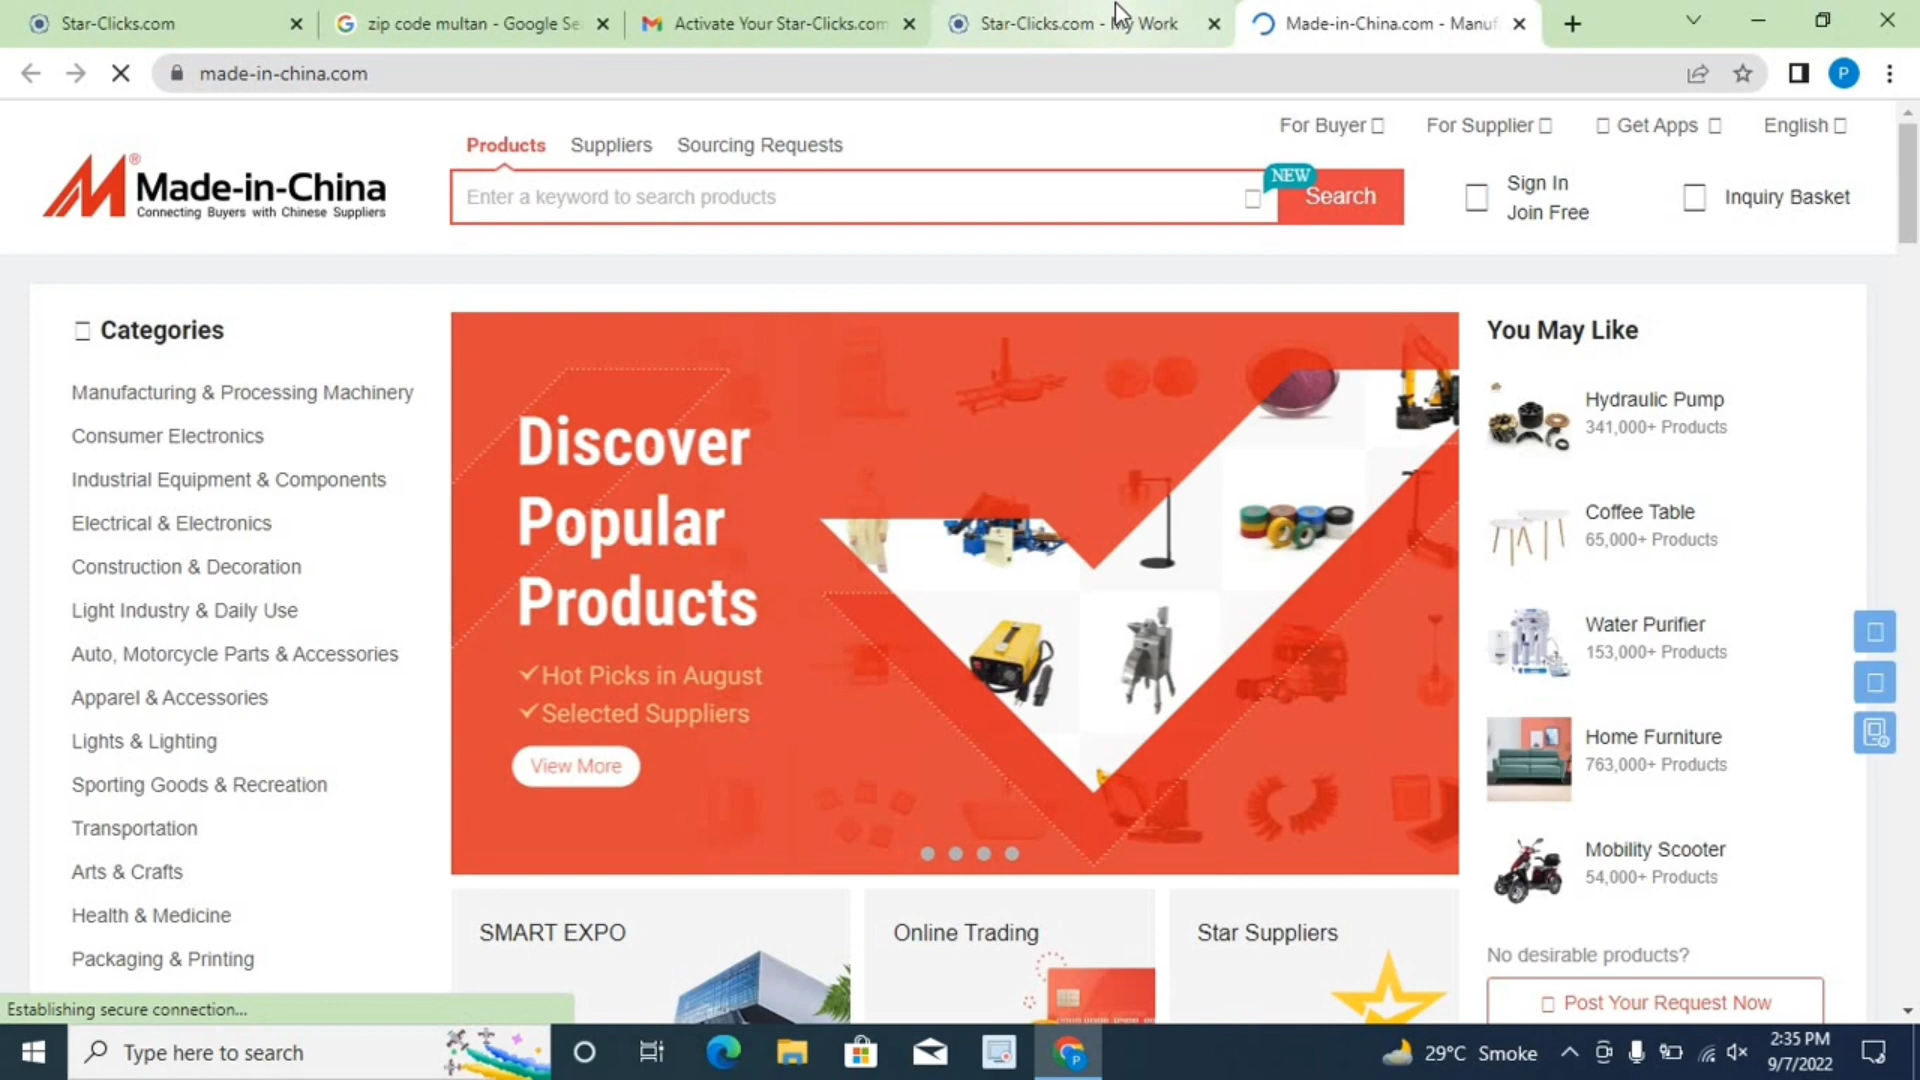 Star-Clicks.com
zip code multan - Google Se
Activate Your Star-Clicks.com
Star-Clicks.com - My Work
Made-in-China.com - Manuf
made-in-china.com
P
Products
Suppliers
Sourcing Requests
For Buyer
For Supplier
Get Apps
English
Made-in-China
Connecting Buyers with Chinese Suppliers
Enter a keyword to search products
NEW
Search
Sign In
Join Free
Inquiry Basket
Categories
Manufacturing & Processing Machinery
Consumer Electronics
Industrial Equipment & Components
Electrical & Electronics
Construction & Decoration
Light Industry & Daily Use
Auto, Motorcycle Parts & Accessories
Apparel & Accessories
Lights & Lighting
Sporting Goods & Recreation
Transportation
Arts & Crafts
Health & Medicine
Packaging & Printing
Discover
Popular
Products
✓Hot Picks in August
✓Selected Suppliers
View More
You May Like
Hydraulic Pump
341,000+ Products
Coffee Table
65,000+ Products
Water Purifier
153,000+ Products
Home Furniture
763,000+ Products
Mobility Scooter
54,000+ Products
No desirable products?
Post Your Request Now
SMART EXPO
Online Trading
Star Suppliers
Establishing secure connection...
Type here to search
29°C Smoke
2:35 PM
9/7/2022